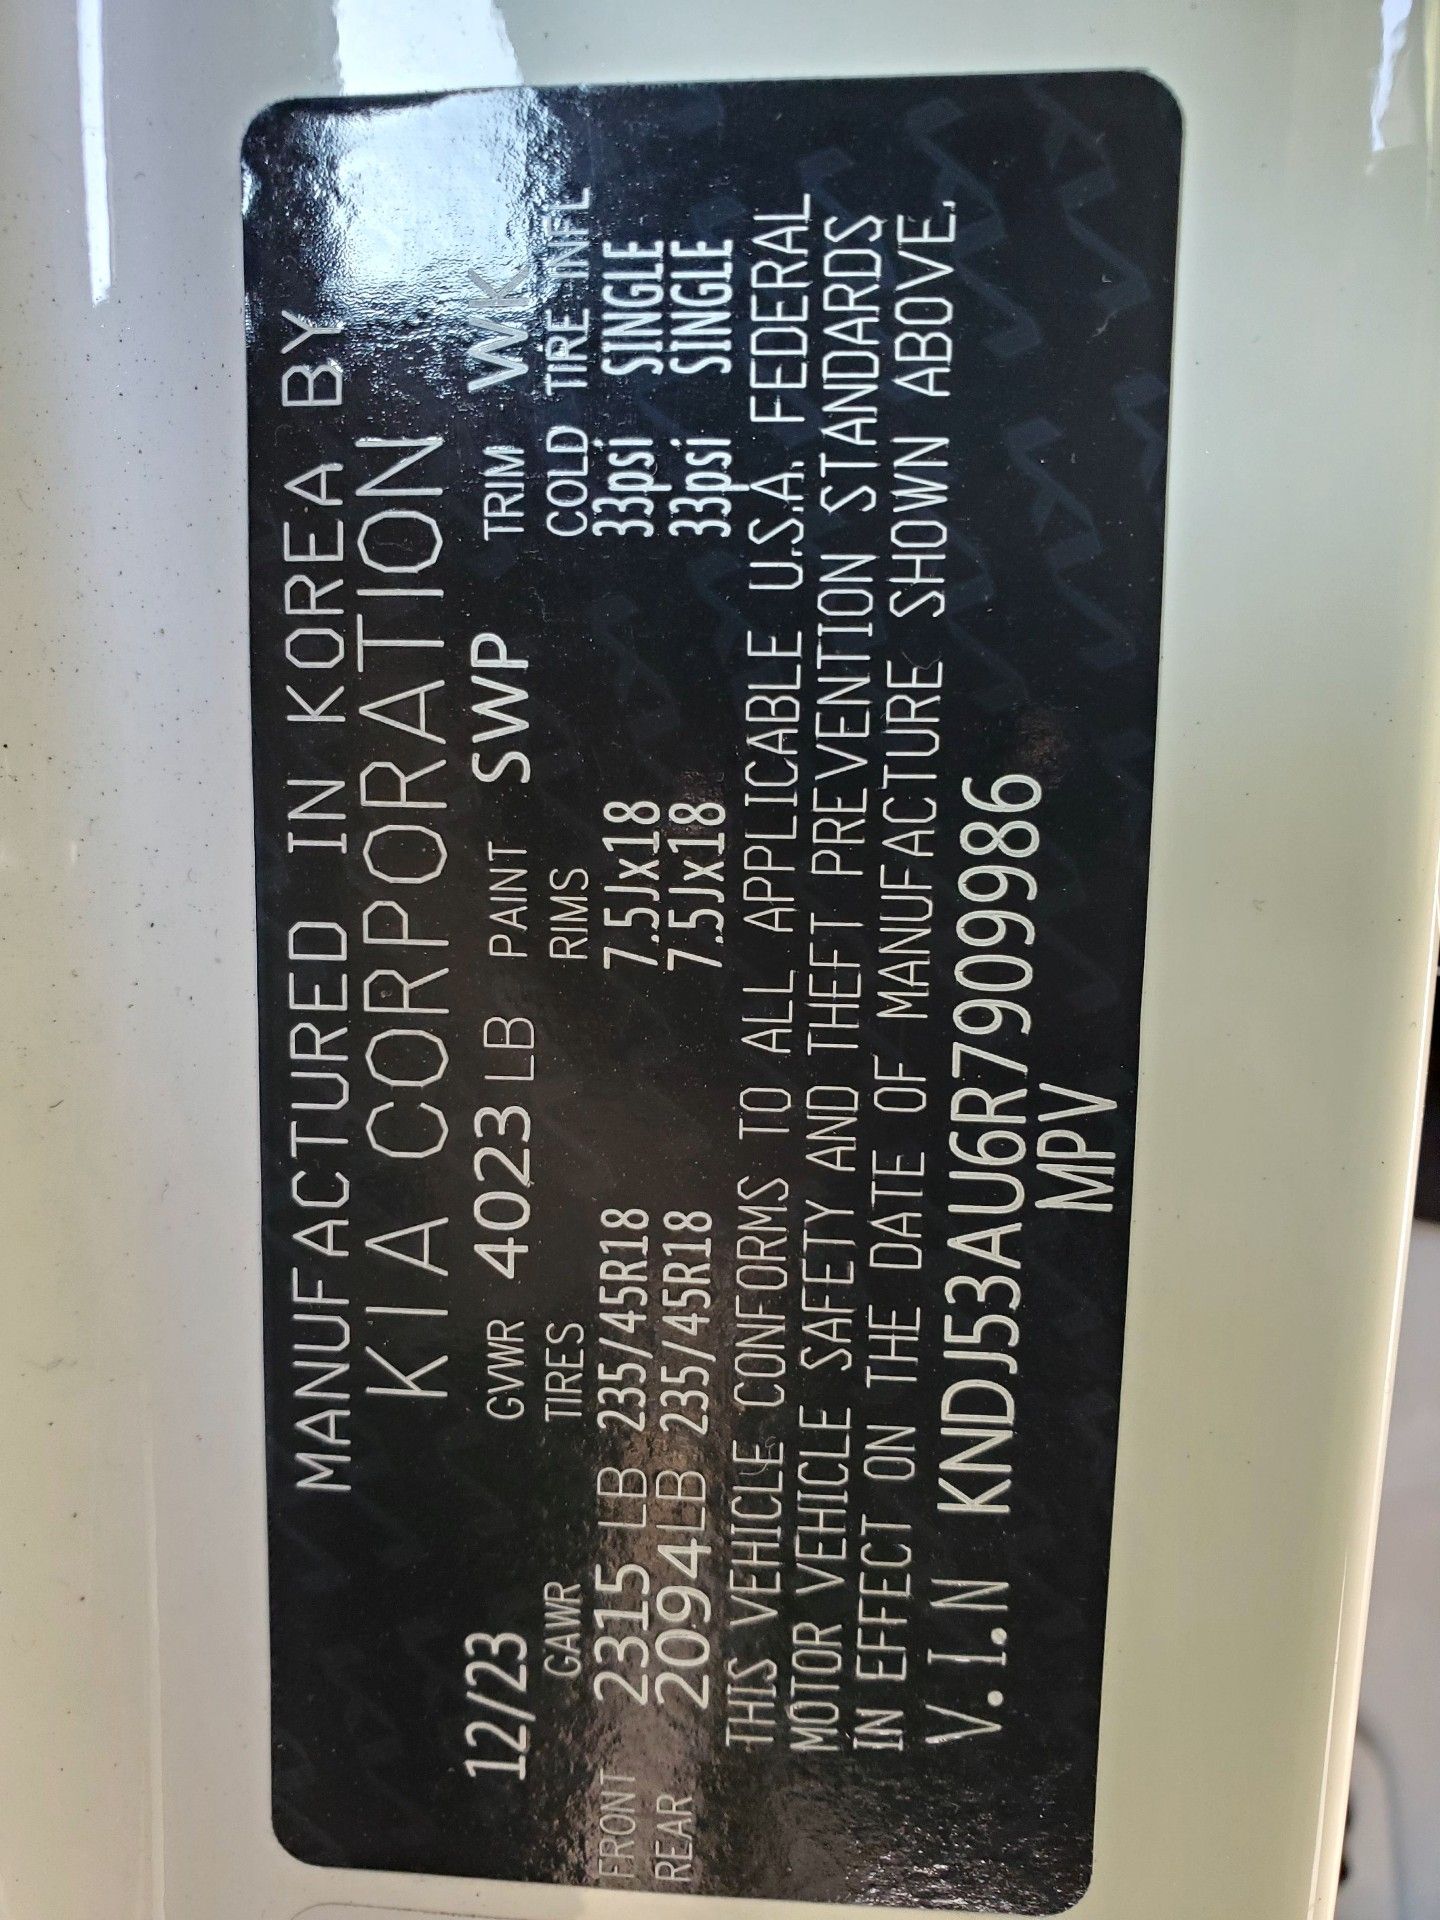 MANUFACTURED IN KOREA BY
KIA CORPORATION
12/23 GVWR 4023 LB PAINT SWP TRIM WK
GAWR TIRES RIMS COLD TIRE INFL
FRONT 2315 LB 235/45R18 7.5Jx18 33psi SINGLE
REAR 2094 LB 235/45R18 7.5Jx18 33psi SINGLE
THIS VEHICLE CONFORMS TO ALL APPLICABLE U.S.A. FEDERAL
MOTOR VEHICLE SAFETY AND THEFT PREVENTION STANDARDS
IN EFFECT ON THE DATE OF MANUFACTURE SHOWN ABOVE.
V.I.N KNDJ53AU6R7909986
MPV